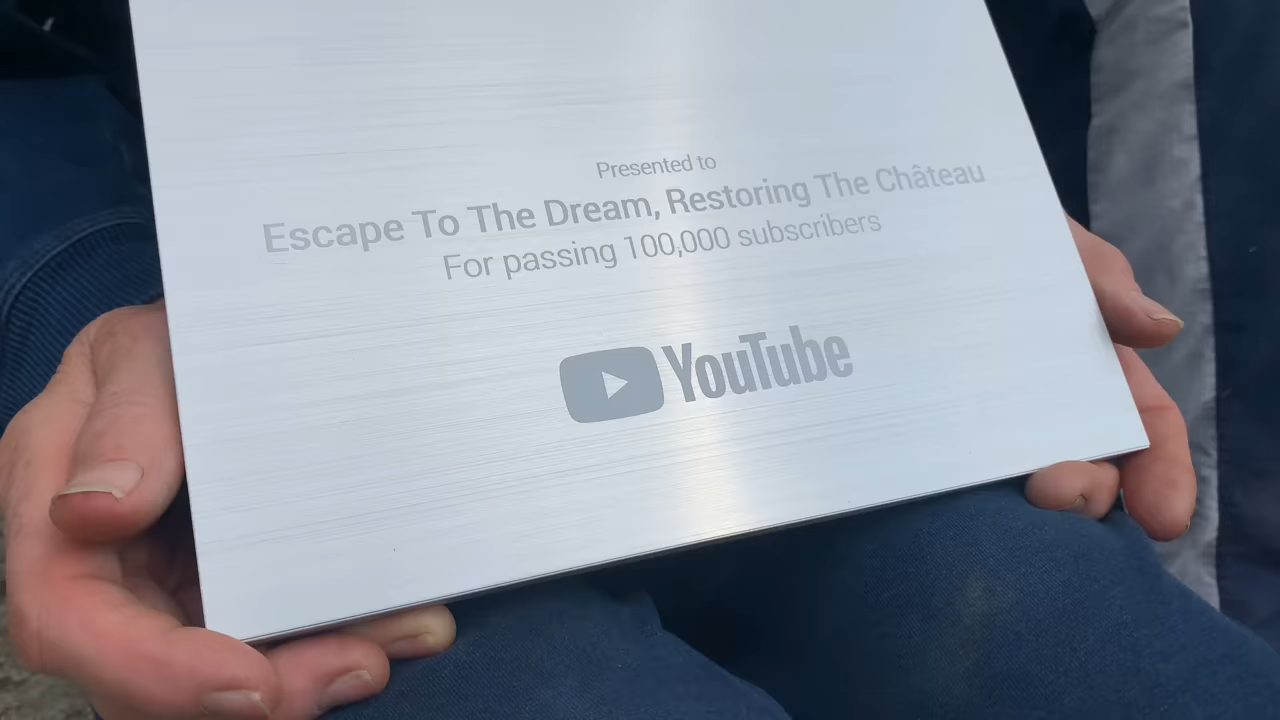 Presented to
Escape To The Dream, Restoring The Château
For passing 100,000 subscribers
YouTube